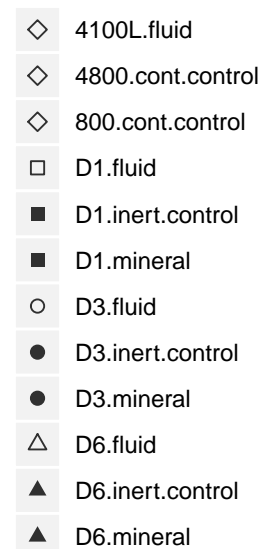 4100L.fluid
4800.cont.control
800.cont.control
D1.fluid
D1.inert.control
D1.mineral
D3.fluid
D3.inert.control
D3.mineral
D6.fluid
D6.inert.control
D6.mineral